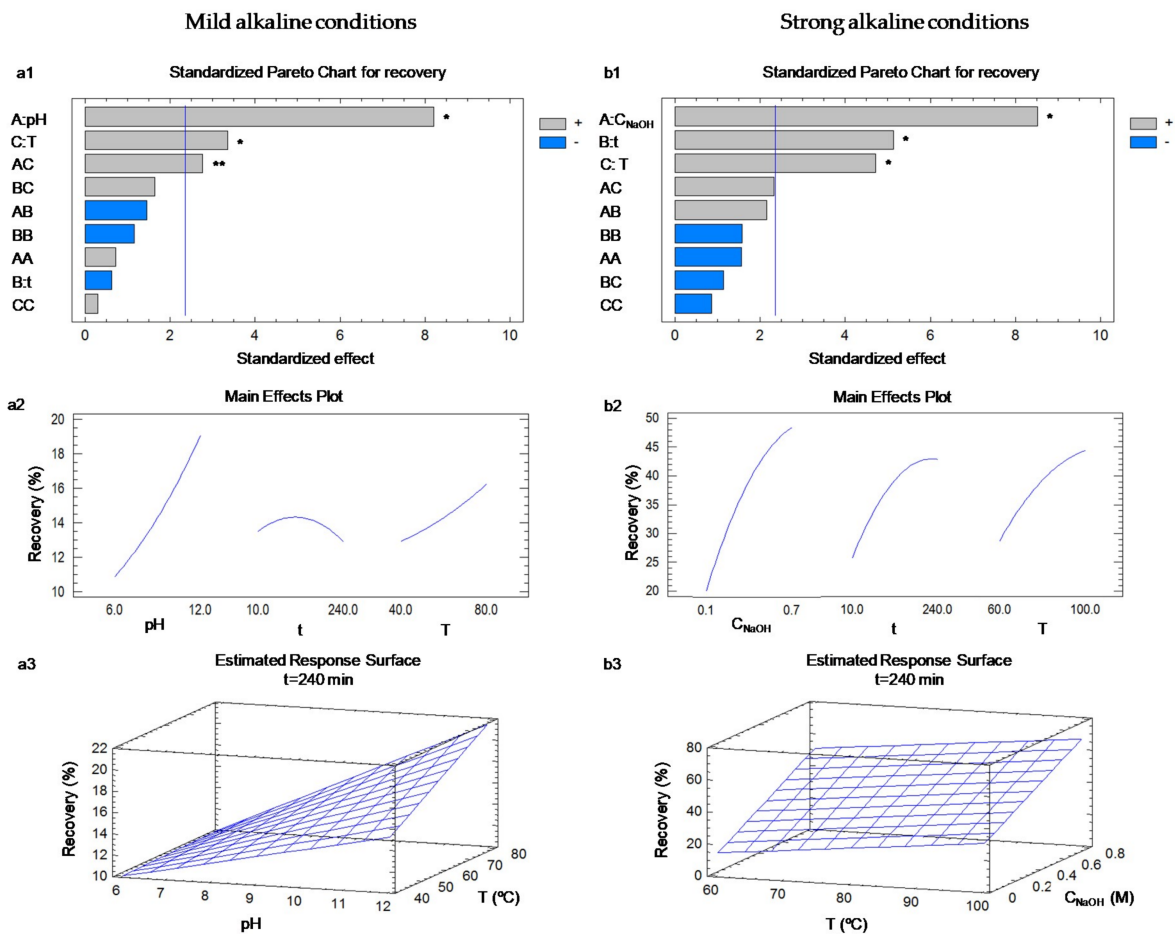 Mild alkaline conditions
Strong alkaline conditions
a1
Standardized Pareto Chart for recovery
A:pH
C:T
AC
BC
AB
BB
AA
B:t
CC
*
*
**
+
-
0 2 4 6 8 10
Standardized effect
b1
Standardized Pareto Chart for recovery
A:CNaOH
B:t
C: T
AC
AB
BB
AA
BC
CC
*
*
*
+
-
0 2 4 6 8 10
Standardized effect
a2
Main Effects Plot
Recovery (%)
20
19
18
17
16
15
14
13
12
11
10
6.0 12.0 10.0 240.0 40.0 80.0
pH t T
b2
Main Effects Plot
Recovery (%)
50
45
40
35
30
25
20
0.1 0.7 10.0 240.0 60.0 100.0
CNaOH t T
a3
Estimated Response Surface
t=240 min
Recovery (%)
22
22
21
20
18
16
14
12
10
6 7 8 9 10 11 12
pH
40 50 60 70 80
T (ºC)
b3
Estimated Response Surface
t=240 min
Recovery (%)
80
60
40
20
0
60 70 80 90 100
T (ºC)
0 0.2 0.4 0.6 0.8
CNaOH (M)